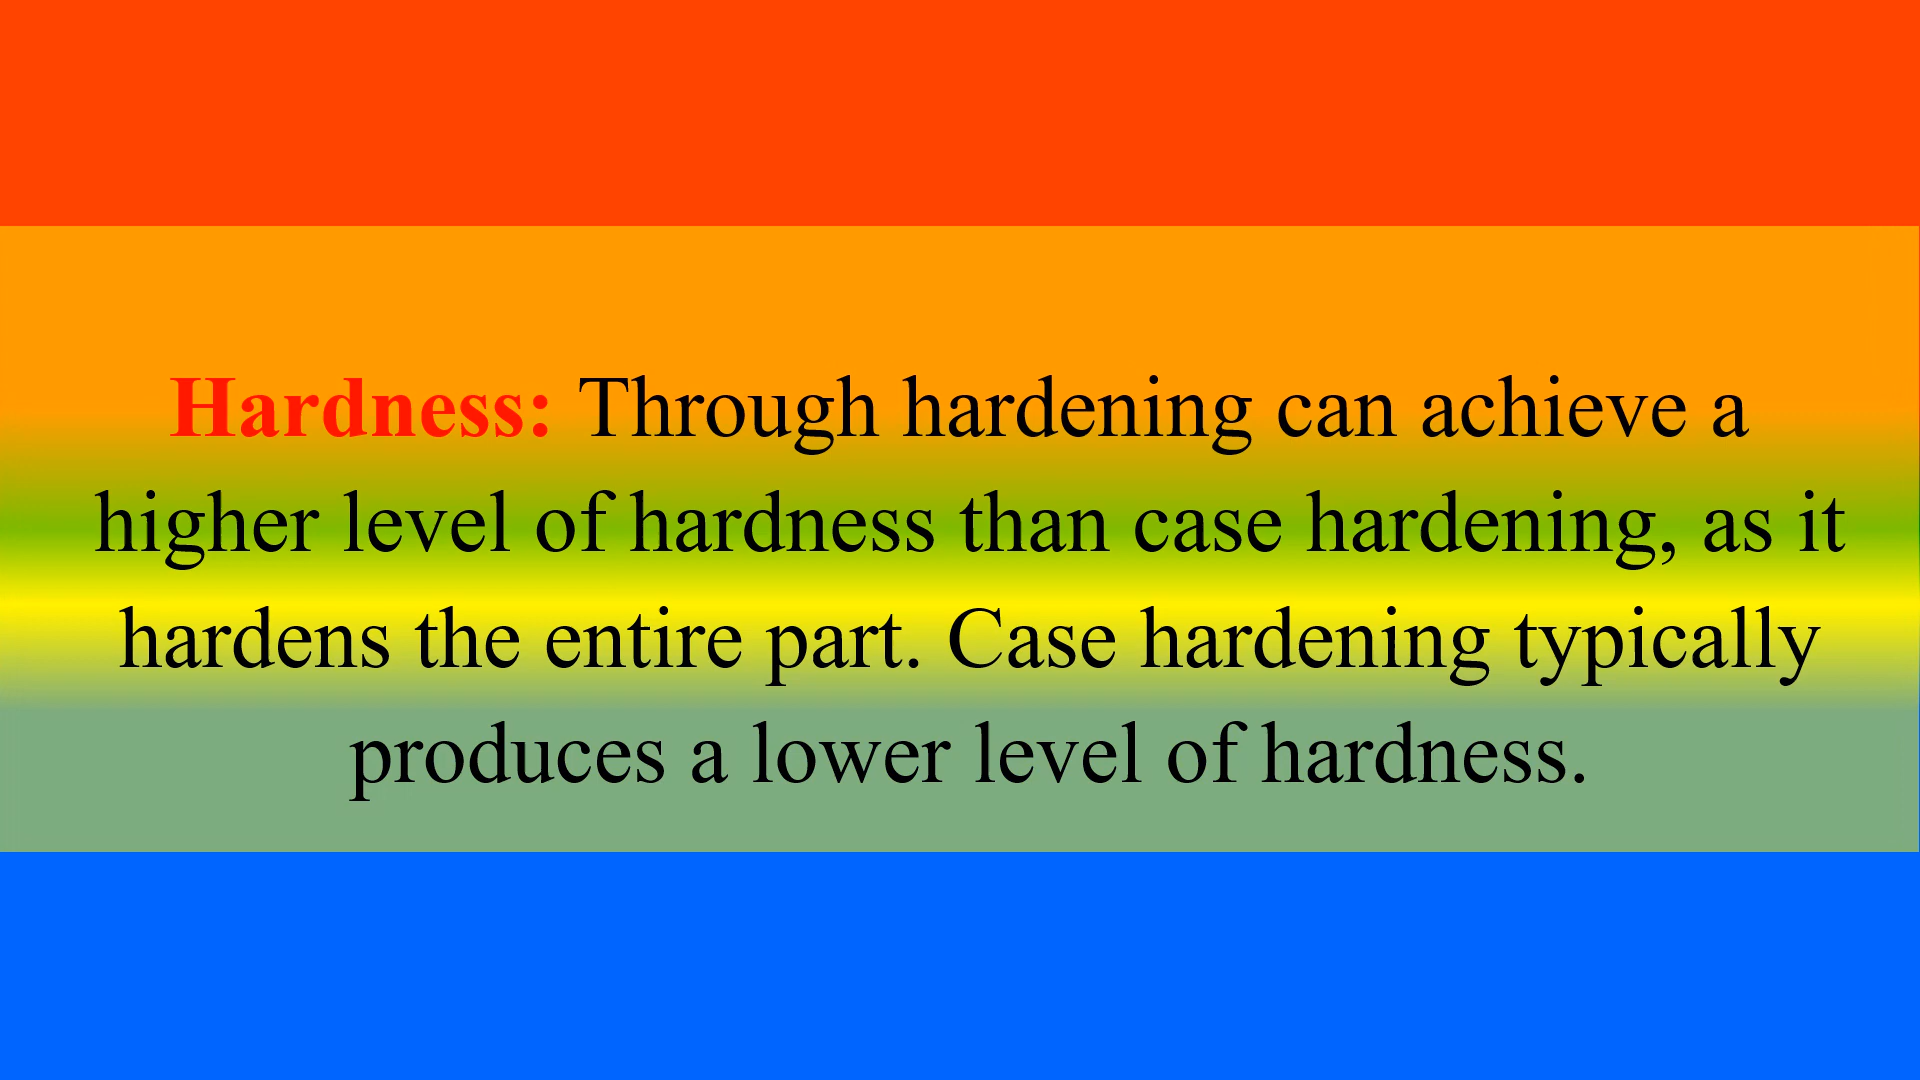 Hardness: Through hardening can achieve a
higher level of hardness than case hardening, as it
hardens the entire part. Case hardening typically
produces a lower level of hardness.